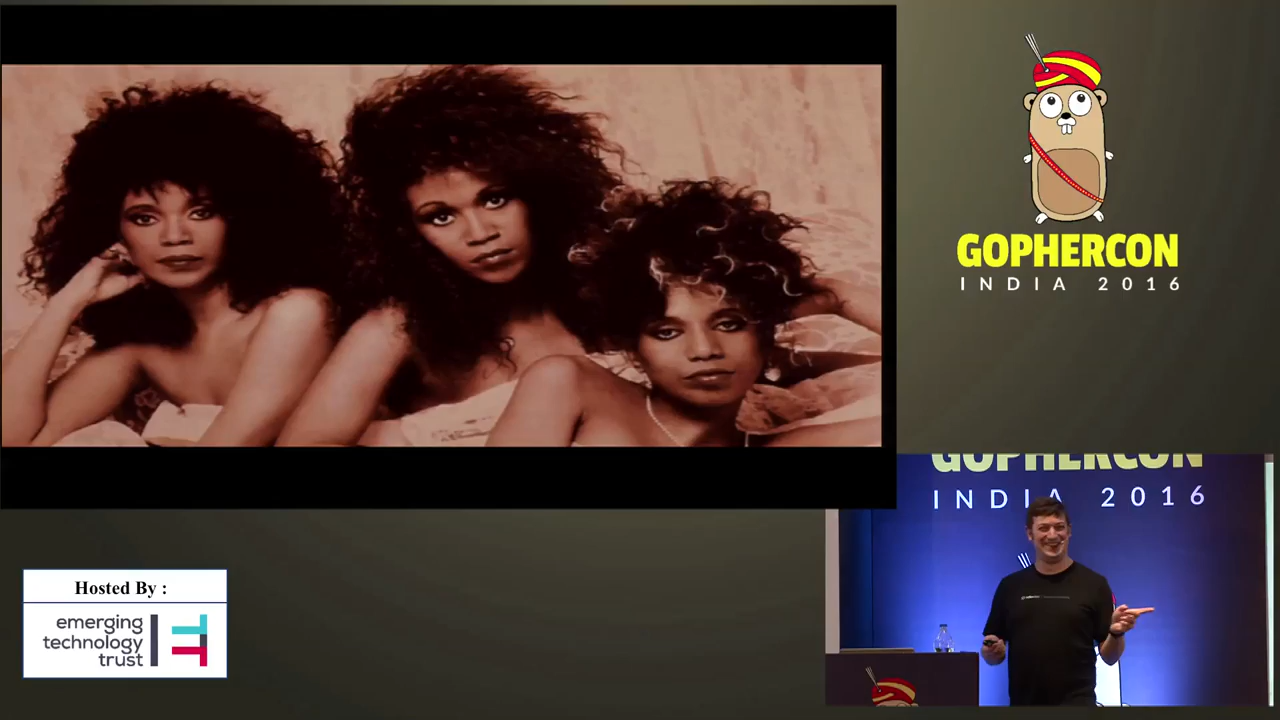 GOPHERCON
INDIA 2016
GOPHERCON
INDIA 2016
Hosted By :
emerging
technology
trust